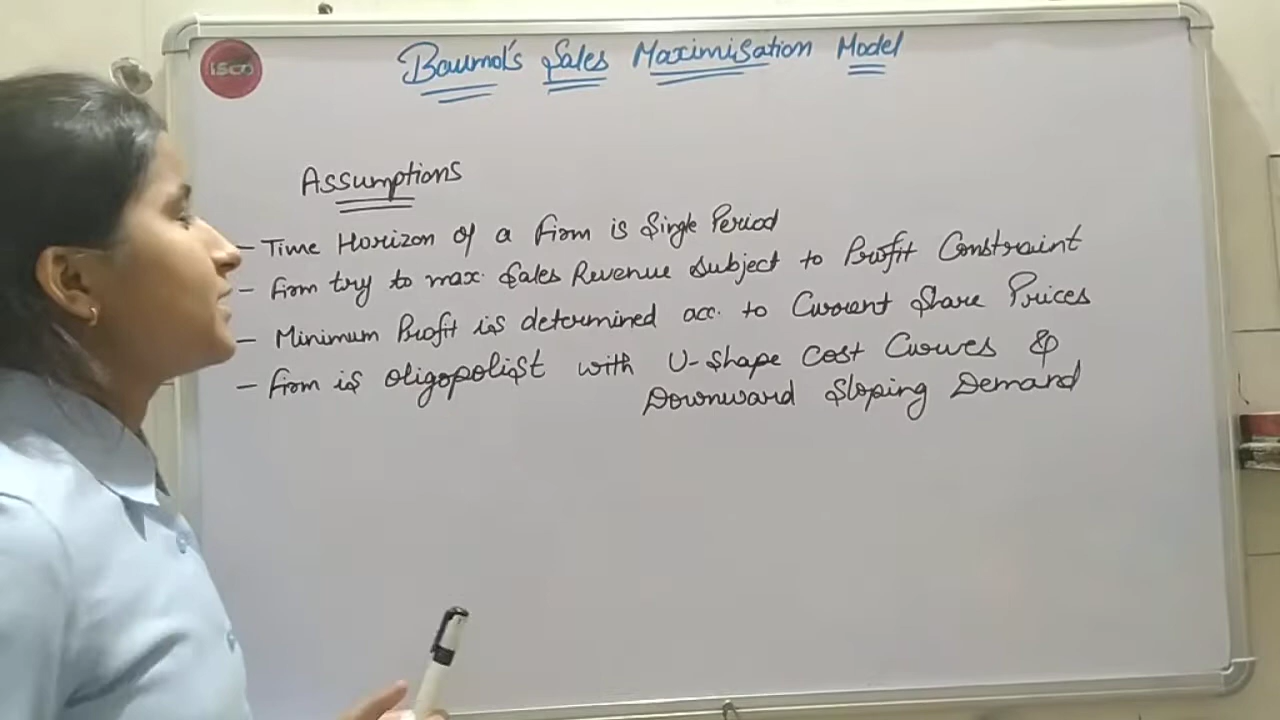 isco
Baumol's Sales Maximisation Model
Assumptions
- Time Horizon of a firm is Single Period
- firm try to max. Sales Revenue subject to Profit Constraint
- Minimum Profit is determined acc. to Current Share Prices
- firm is oligopolist with U-Shape Cost Curves &
Downward Sloping Demand